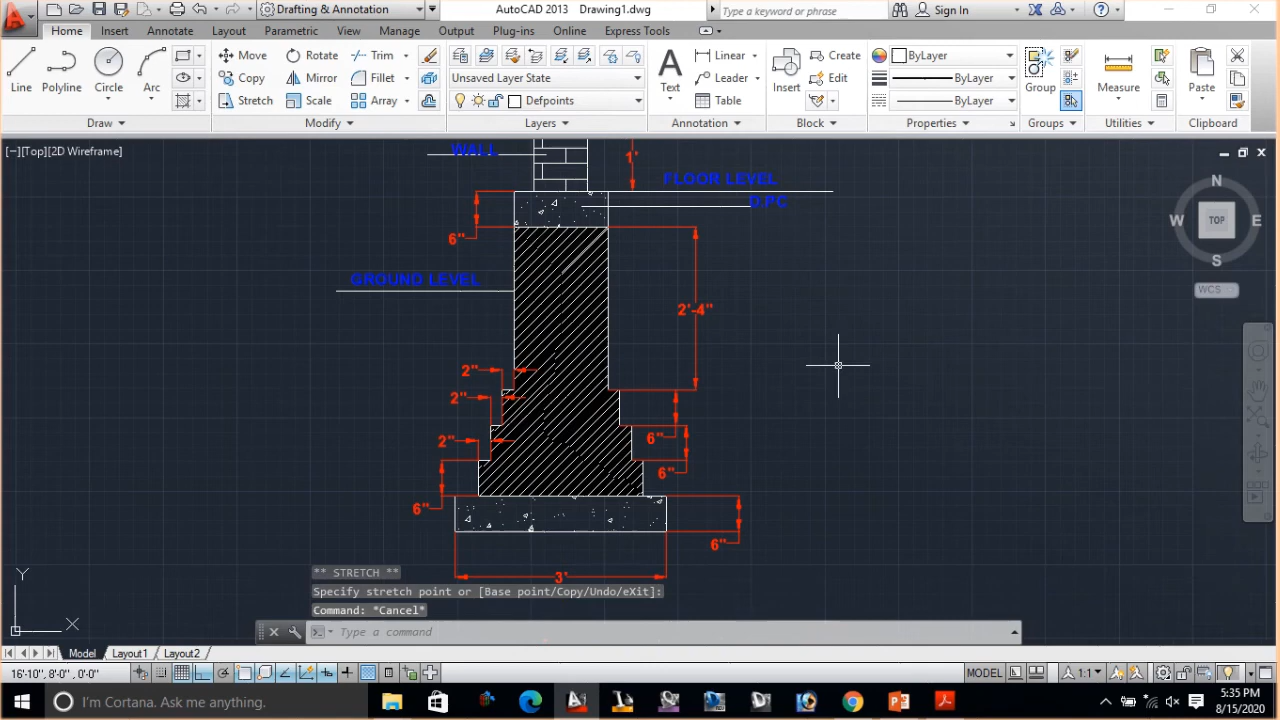 Drafting & Annotation
AutoCAD 2013 Drawing1.dwg
Type a keyword or phrase
Sign In
Home Insert Annotate Layout Parametric View Manage Output Plug-ins Online Express Tools
Line Polyline Circle Arc
Move Rotate Trim
Copy Mirror Fillet
Stretch Scale Array
Unsaved Layer State
Defpoints
Text
Linear
Leader
Table
Insert
Create
Edit
ByLayer
ByLayer
ByLayer
Group
Measure
Paste
Draw Modify Layers Annotation Block Properties Groups Utilities Clipboard
[−][Top][2D Wireframe]
WALL
1'
FLOOR LEVEL
D.PC
6"
GROUND LEVEL
2'-4"
2"
2"
2"
6"
6"
6"
6"
3'
N
W TOP E
S
WCS
Y
X
** STRETCH **
Specify stretch point or [Base point/Copy/Undo/eXit]:
Command: *Cancel*
Type a command
Model Layout1 Layout2
16'-10", 8'-0", 0'-0"
MODEL
1:1
I'm Cortana. Ask me anything.
5:35 PM
8/15/2020